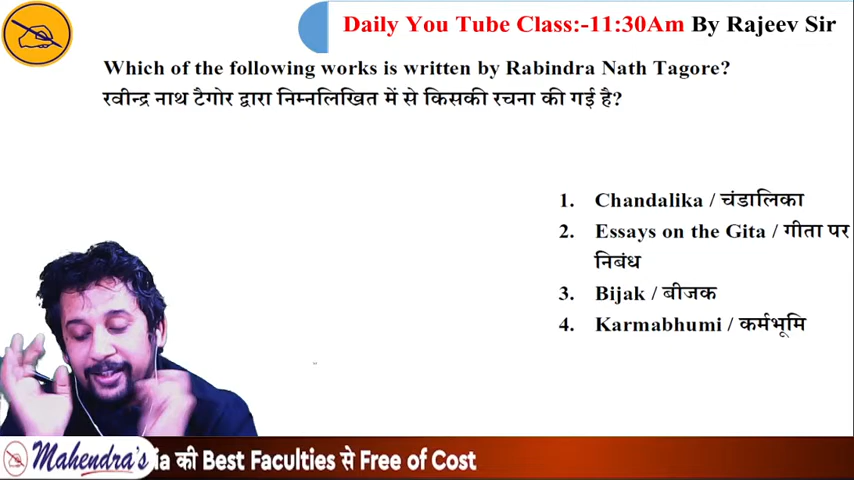 Daily You Tube Class:-11:30Am By Rajeev Sir
Which of the following works is written by Rabindra Nath Tagore?
रवीन्द्र नाथ टैगोर द्वारा निम्नलिखित में से किसकी रचना की गई है?
1. Chandalika / चंडालिका
2. Essays on the Gita / गीता पर
निबंध
3. Bijak / बीजक
4. Karmabhumi / कर्मभूमि
Mahendra's ia की Best Faculties से Free of Cost